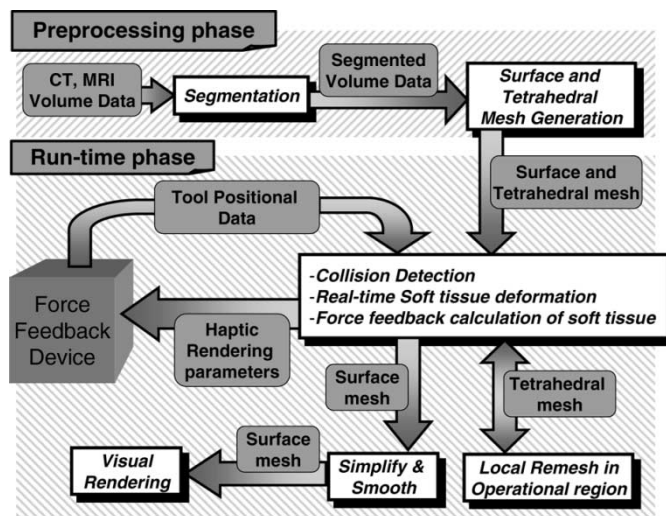 Preprocessing phase
CT, MRI
Volume Data
Segmentation
Segmented
Volume Data
Surface and
Tetrahedral
Mesh Generation
Run-time phase
Surface and
Tetrahedral mesh
Tool Positional
Data
Force
Feedback
Device
-Collision Detection
-Real-time Soft tissue deformation
-Force feedback calculation of soft tissue
Haptic
Rendering
parameters
Surface
mesh
Tetrahedral
mesh
Visual
Rendering
Surface
mesh
Simplify &
Smooth
Local Remesh in
Operational region